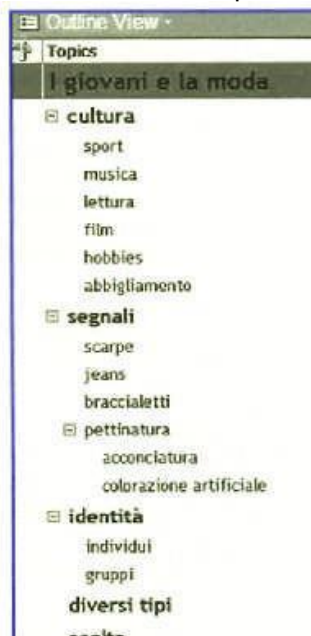 Outline View
Topics
I giovani e la moda
cultura
sport
musica
lettura
film
hobbies
abbigliamento
segnali
scarpe
jeans
braccialetti
pettinatura
acconciatura
colorazione artificiale
identità
individui
gruppi
diversi tipi